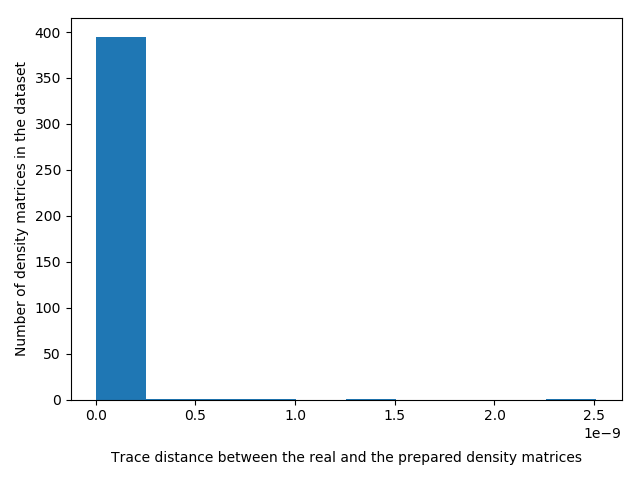 400
350
300
250
200
150
100
50
0
Number of density matrices in the dataset
0.0 0.5 1.0 1.5 2.0 2.5
1e−9
Trace distance between the real and the prepared density matrices